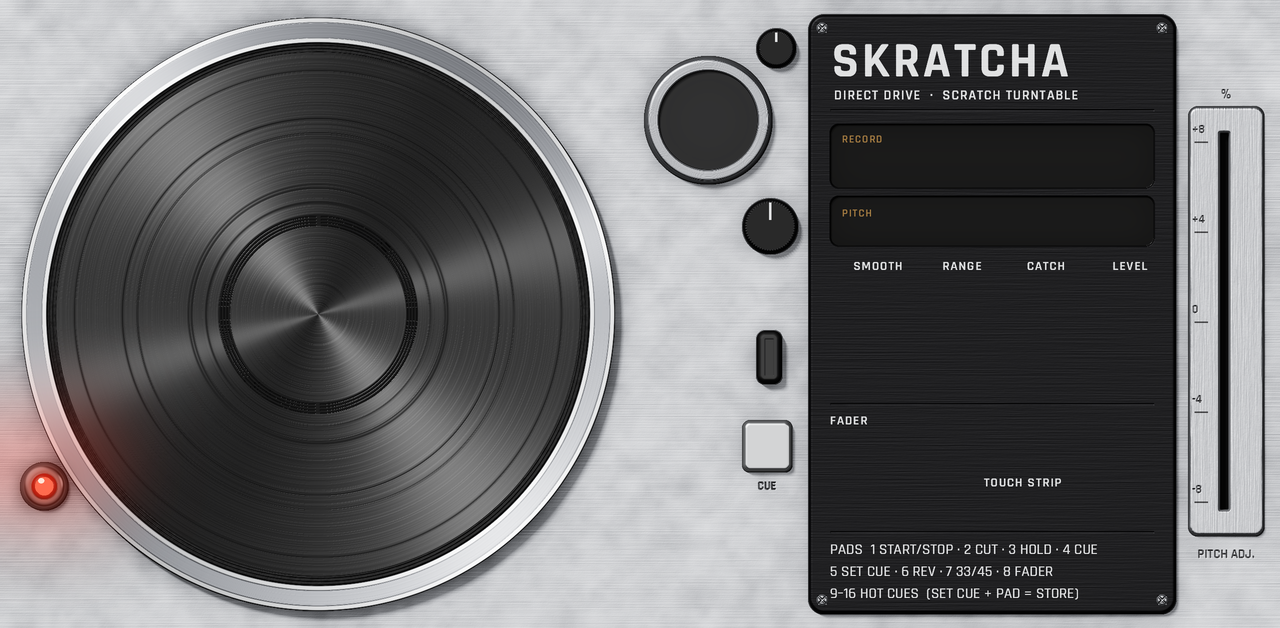 SKRATCHA
DIRECT DRIVE · SCRATCH TURNTABLE
RECORD
PITCH
SMOOTH RANGE CATCH LEVEL
FADER
TOUCH STRIP
PADS 1 START/STOP · 2 CUT · 3 HOLD · 4 CUE
5 SET CUE · 6 REV · 7 33/45 · 8 FADER
9-16 HOT CUES (SET CUE + PAD = STORE)
CUE
%
+8
+4
0
-4
-8
PITCH ADJ.